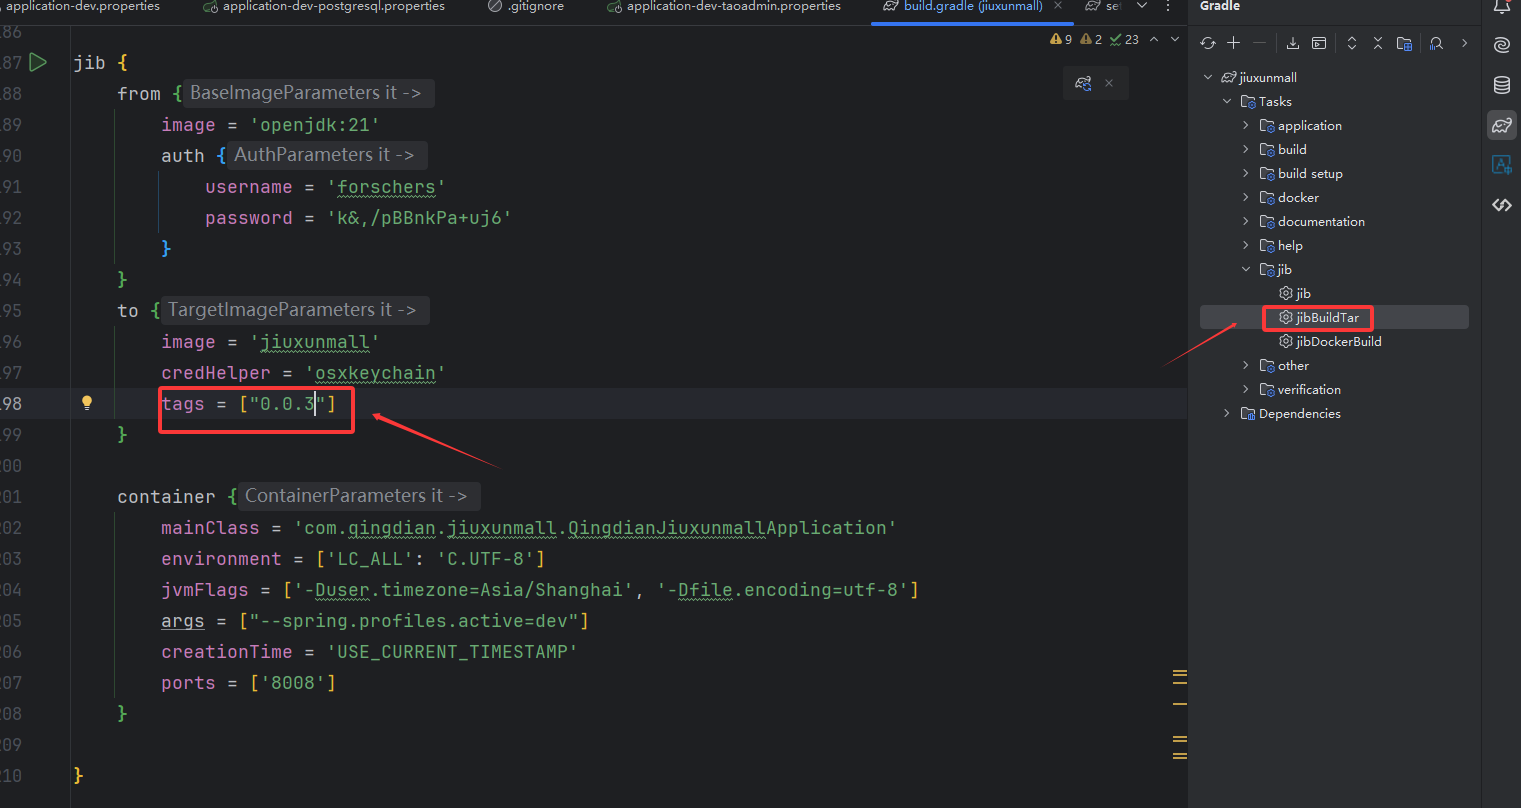 application-dev.properties
application-dev-postgresql.properties
.gitignore
application-dev-taoadmin.properties
build.gradle (jiuxunmall)
Gradle
186
187 jib {
188 from { BaseImageParameters it ->
189 image = 'openjdk:21'
190 auth { AuthParameters it ->
191 username = 'forschers'
192 password = 'k&,/pBBnkPa+uj6'
193 }
194 }
195 to { TargetImageParameters it ->
196 image = 'jiuxunmall'
197 credHelper = 'osxkeychain'
198 tags = ["0.0.3"]
199 }
200
201 container { ContainerParameters it ->
202 mainClass = 'com.qingdian.jiuxunmall.QingdianJiuxunmallApplication'
203 environment = ['LC_ALL': 'C.UTF-8']
204 jvmFlags = ['-Duser.timezone=Asia/Shanghai', '-Dfile.encoding=utf-8']
205 args = ["--spring.profiles.active=dev"]
206 creationTime = 'USE_CURRENT_TIMESTAMP'
207 ports = ['8008']
208 }
209
210 }
9 2 23
jiuxunmall
Tasks
application
build
build setup
docker
documentation
help
jib
jib
jibBuildTar
jibDockerBuild
other
verification
Dependencies